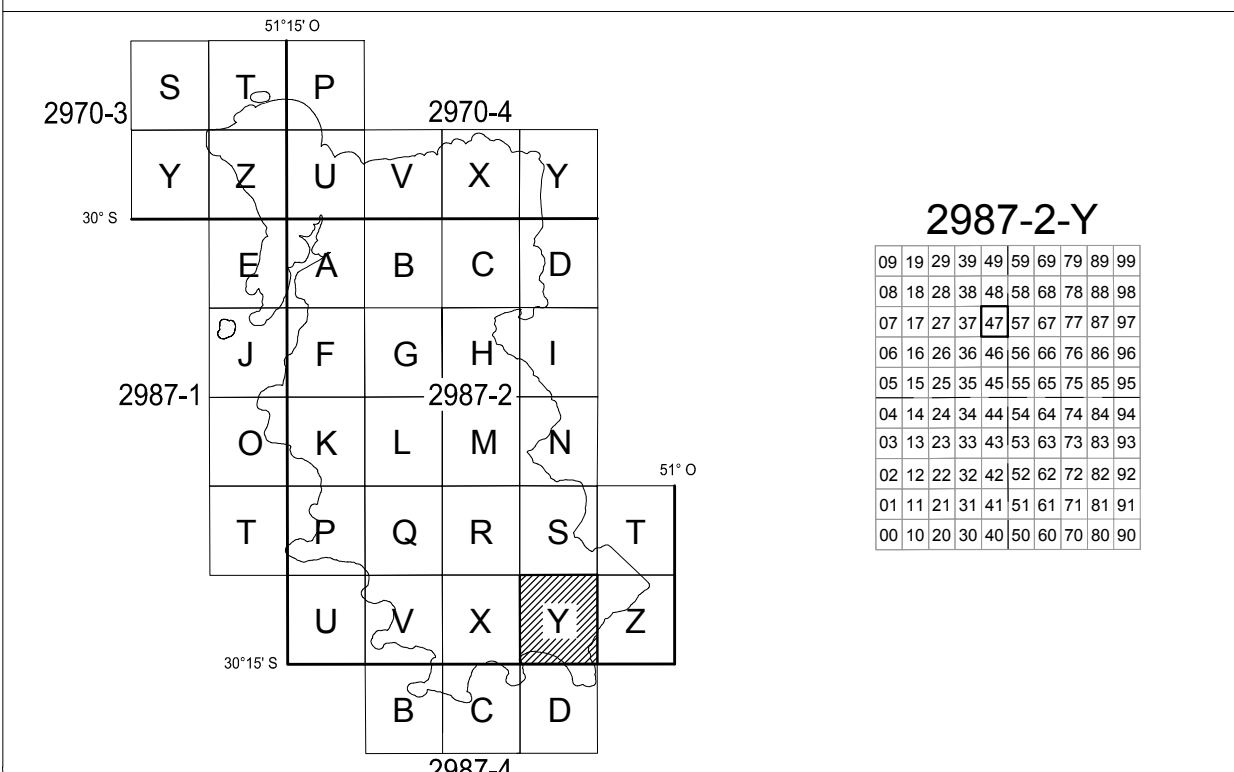 51°15' O
S T P
2970-3
2970-4
Y Z U V X Y
30° S
E A B C D
J F G H I
2987-1
2987-2
O K L M N
51° O
T P Q R S T
U V X Y Z
30°15' S
B C D
2987-4
2987-2-Y
09 19 29 39 49 59 69 79 89 99
08 18 28 38 48 58 68 78 88 98
07 17 27 37 47 57 67 77 87 97
06 16 26 36 46 56 66 76 86 96
05 15 25 35 45 55 65 75 85 95
04 14 24 34 44 54 64 74 84 94
03 13 23 33 43 53 63 73 83 93
02 12 22 32 42 52 62 72 82 92
01 11 21 31 41 51 61 71 81 91
00 10 20 30 40 50 60 70 80 90